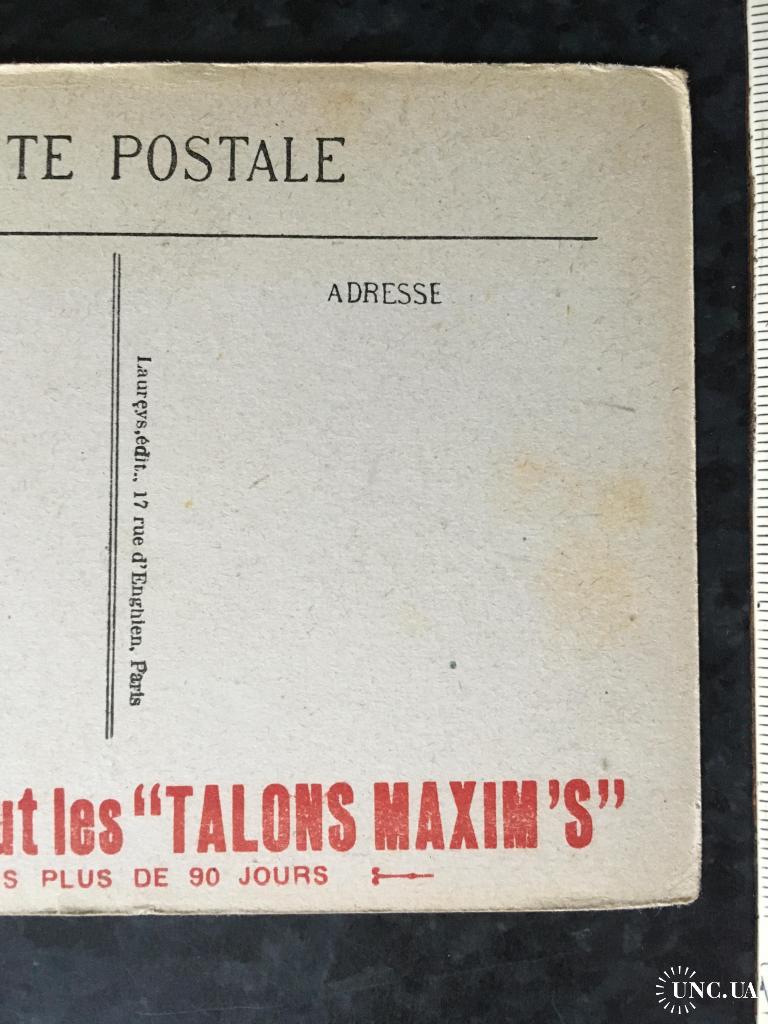 TE POSTALE
ADRESSE
Laureys, édit., 17 rue d'Enghien, Paris
ut les "TALONS MAXIM'S"
S PLUS DE 90 JOURS
UNC.UA